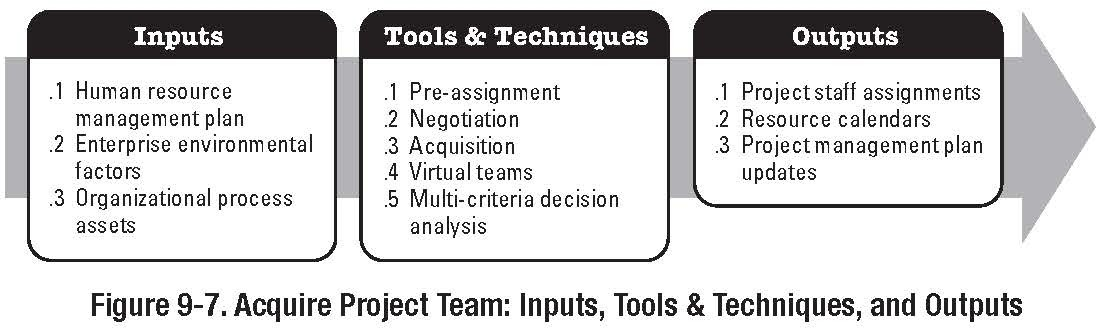 Inputs
.1 Human resource
management plan
.2 Enterprise environmental
factors
.3 Organizational process
assets
Tools & Techniques
.1 Pre-assignment
.2 Negotiation
.3 Acquisition
.4 Virtual teams
.5 Multi-criteria decision
analysis
Outputs
.1 Project staff assignments
.2 Resource calendars
.3 Project management plan
updates
Figure 9-7. Acquire Project Team: Inputs, Tools & Techniques, and Outputs